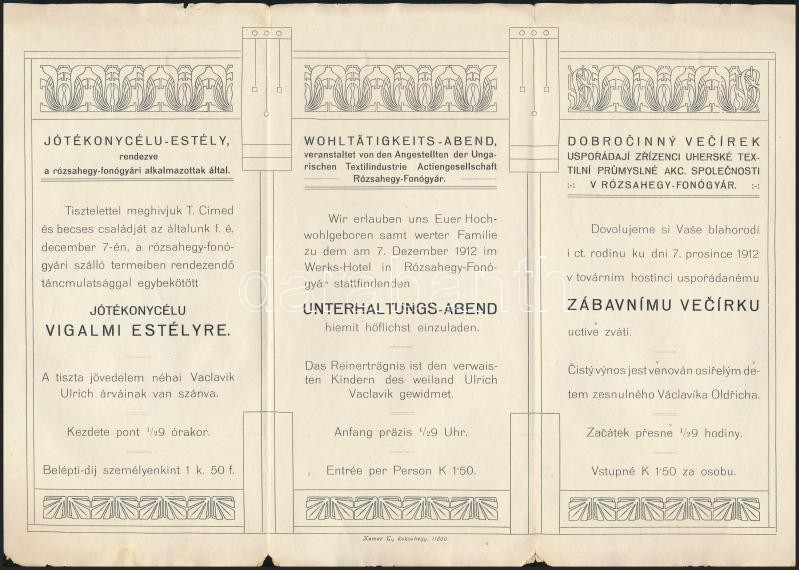 JÓTÉKONYCÉLU-ESTÉLY,
rendezve
a rózsahegy-fonógyári alkalmazottak által.
Tisztelettel meghivjuk T. Cimed
és becses családját az általunk f. é.
december 7-én, a rózsahegy-fonó-
gyári szálló termeiben rendezendő
táncmulatsággal egybekötött
JÓTÉKONYCÉLU
VIGALMI ESTÉLYRE.
A tiszta jövedelem néhai Vaclavik
Ulrich árváinak van szánva.
Kezdete pont 1/29 órakor.
Belépti-dij személyenkint 1 k. 50 f.
WOHLTÄTIGKEITS-ABEND,
veranstaltet von den Angestellten der Unga-
rischen Textilindustrie Actiengesellschaft
Rózsahegy-Fonógyár.
Wir erlauben uns Euer Hoch-
wohlgeboren samt werter Familie
zu dem am 7. Dezember 1912 im
Werks-Hotel in Rózsahegy-Fonó-
gyár stattfindenden
UNTERHALTUNGS-ABEND
hiemit höflichst einzuladen.
Das Reinerträgnis ist den verwais-
ten Kindern des weiland Ulrich
Vaclavik gewidmet.
Anfang präzis 1/29 Uhr.
Entrée per Person K 1·50.
DOBROČINNÝ VEČÍREK
USPOŘÁDAJÍ ZŘÍZENCI UHERSKÉ TEX-
TILNÍ PRŮMYSLNÉ AKC. SPOLEČNOSTI
:-: V RÓZSAHEGY-FONÓGYÁR. :-:
Dovolujeme si Vaše blahorodí
i ct. rodinu ku dni 7. prosince 1912
v továrním hostinci uspořádanému
ZÁBAVNÍMU VEČÍRKU
uctivě zváti.
Čistý výnos jest věnován osiřelým dě-
tem zesnulného Václavíka Oldřicha.
Začátek přesně 1/29 hodiny.
Vstupné K 1·50 za osobu.
darabanth